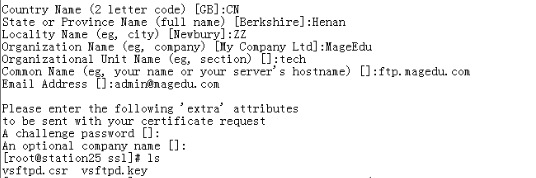 Country Name (2 letter code) [GB]:CN
State or Province Name (full name) [Berkshire]:Henan
Locality Name (eg, city) [Newbury]:ZZ
Organization Name (eg, company) [My Company Ltd]:MageEdu
Organizational Unit Name (eg, section) []:tech
Common Name (eg, your name or your server's hostname) []:ftp.magedu.com
Email Address []:admin@magedu.com
Please enter the following 'extra' attributes
to be sent with your certificate request
A challenge password []:
An optional company name []:
[root@station25 ssl]# ls
vsftpd.csr  vsftpd.key